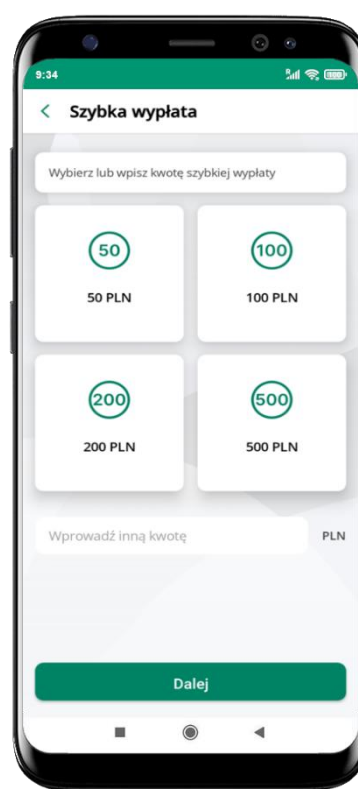 9:34
Szybka wypłata
Wybierz lub wpisz kwotę szybkiej wypłaty
50
100
50 PLN
100 PLN
200
500
200 PLN
500 PLN
Wprowadź inną kwotę
PLN
Dalej